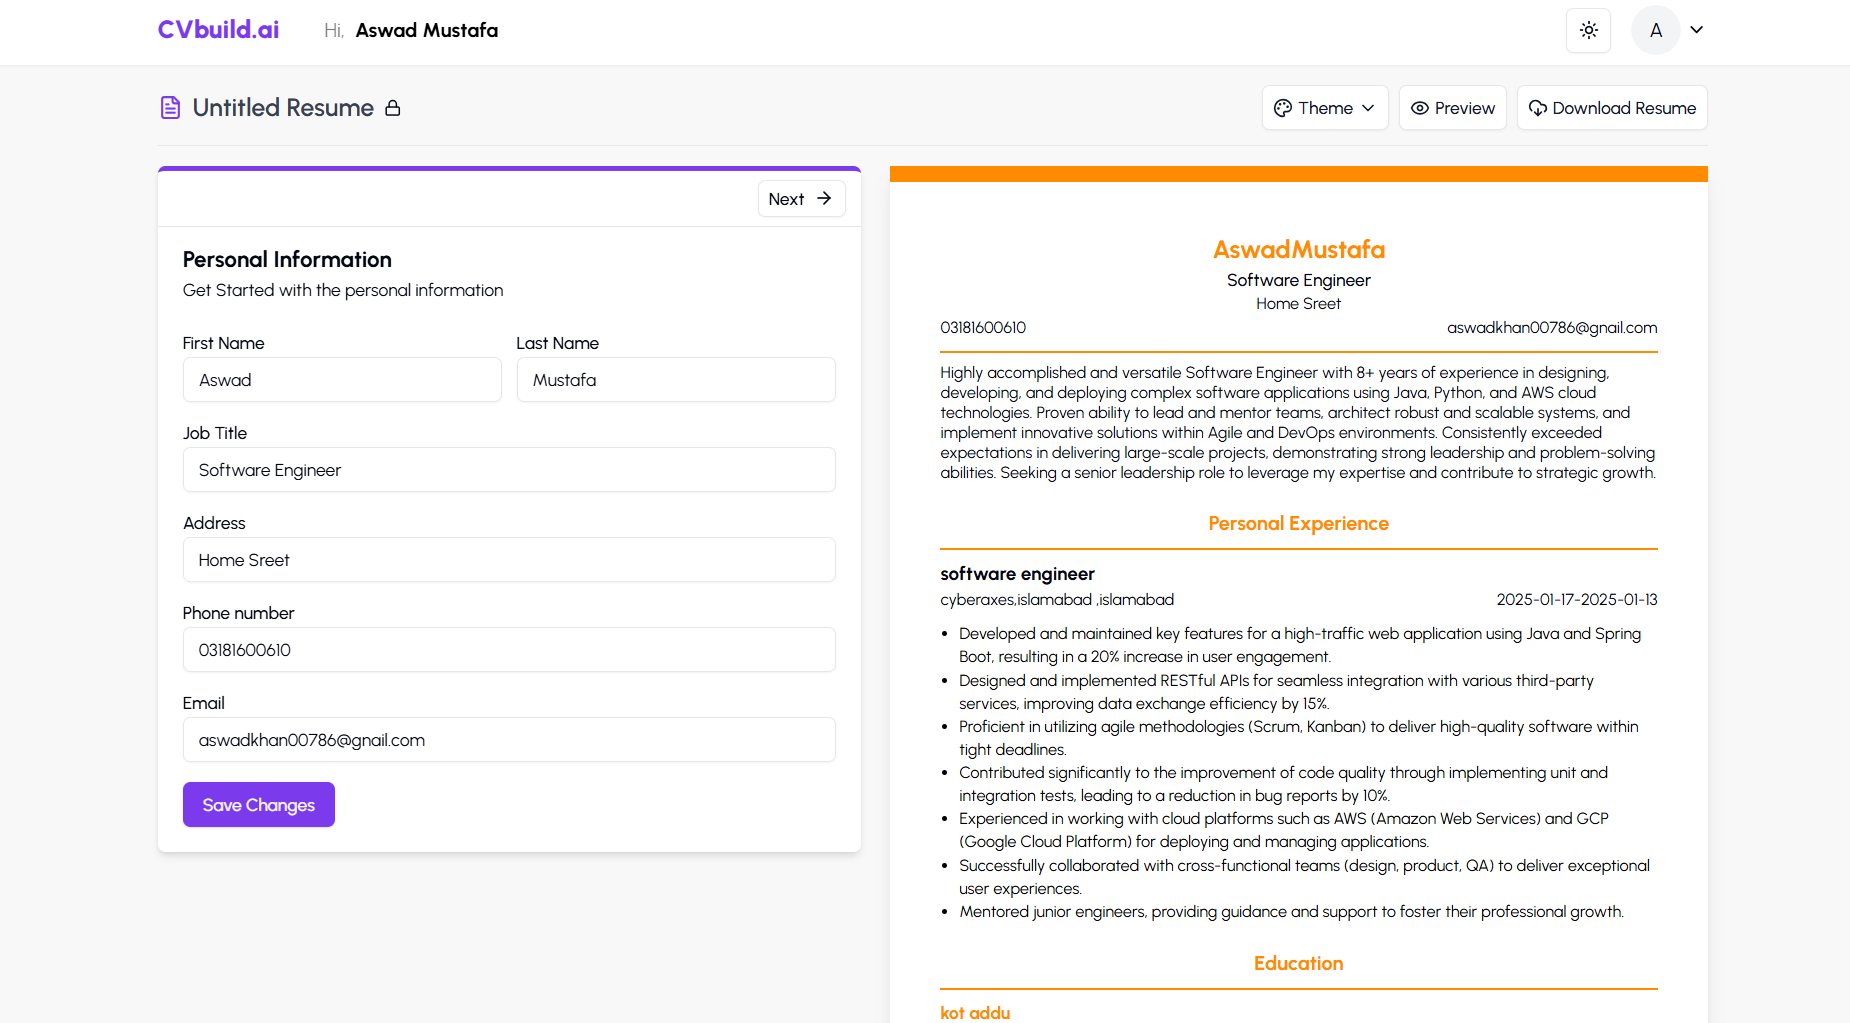 CVbuild.ai
Hi, Aswad Mustafa
A
Untitled Resume
Theme
Preview
Download Resume
Next
Personal Information
Get Started with the personal information
First Name
Last Name
Aswad
Mustafa
Job Title
Software Engineer
Address
Home Sreet
Phone number
03181600610
Email
aswadkhan00786@gnail.com
Save Changes
AswadMustafa
Software Engineer
Home Sreet
03181600610
aswadkhan00786@gnail.com
Highly accomplished and versatile Software Engineer with 8+ years of experience in designing,
developing, and deploying complex software applications using Java, Python, and AWS cloud
technologies. Proven ability to lead and mentor teams, architect robust and scalable systems, and
implement innovative solutions within Agile and DevOps environments. Consistently exceeded
expectations in delivering large-scale projects, demonstrating strong leadership and problem-solving
abilities. Seeking a senior leadership role to leverage my expertise and contribute to strategic growth.
Personal Experience
software engineer
cyberaxes,islamabad ,islamabad
2025-01-17-2025-01-13
• Developed and maintained key features for a high-traffic web application using Java and Spring
Boot, resulting in a 20% increase in user engagement.
• Designed and implemented RESTful APIs for seamless integration with various third-party
services, improving data exchange efficiency by 15%.
• Proficient in utilizing agile methodologies (Scrum, Kanban) to deliver high-quality software within
tight deadlines.
• Contributed significantly to the improvement of code quality through implementing unit and
integration tests, leading to a reduction in bug reports by 10%.
• Experienced in working with cloud platforms such as AWS (Amazon Web Services) and GCP
(Google Cloud Platform) for deploying and managing applications.
• Successfully collaborated with cross-functional teams (design, product, QA) to deliver exceptional
user experiences.
• Mentored junior engineers, providing guidance and support to foster their professional growth.
Education
kot addu